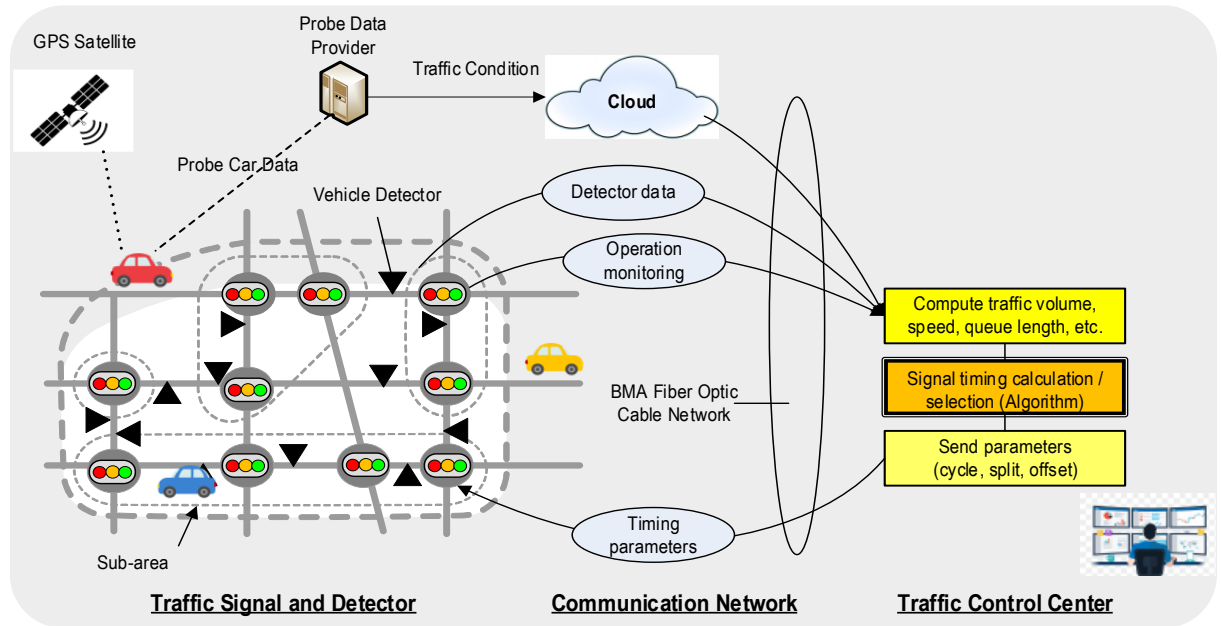 GPS Satellite
Probe Data
Provider
Traffic Condition
Cloud
Probe Car Data
Vehicle Detector
Detector data
Operation
monitoring
Compute traffic volume,
speed, queue length, etc.
Signal timing calculation /
selection (Algorithm)
BMA Fiber Optic
Cable Network
Send parameters
(cycle, split, offset)
Timing
parameters
Sub-area
Traffic Signal and Detector
Communication Network
Traffic Control Center